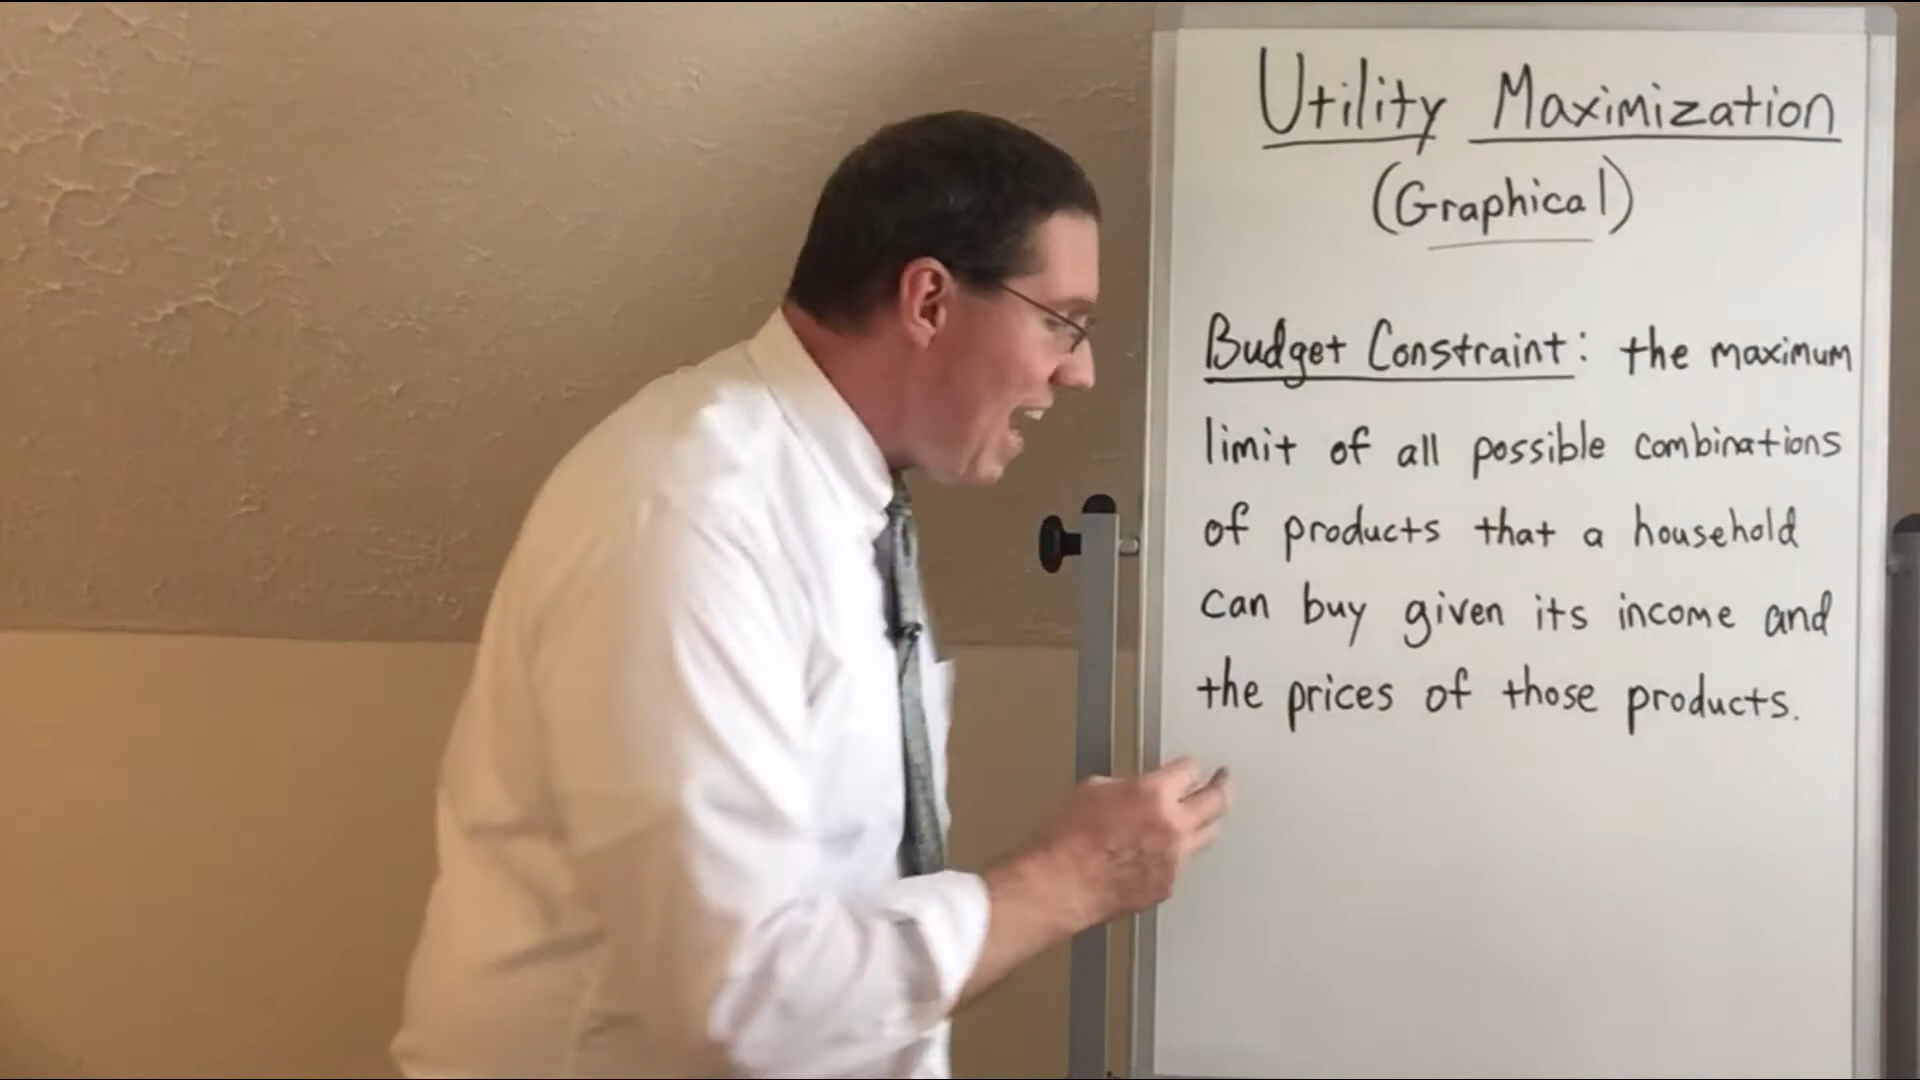 Utility Maximization
(Graphical)
Budget Constraint: the maximum
limit of all possible combinations
of products that a household
can buy given its income and
the prices of those products.